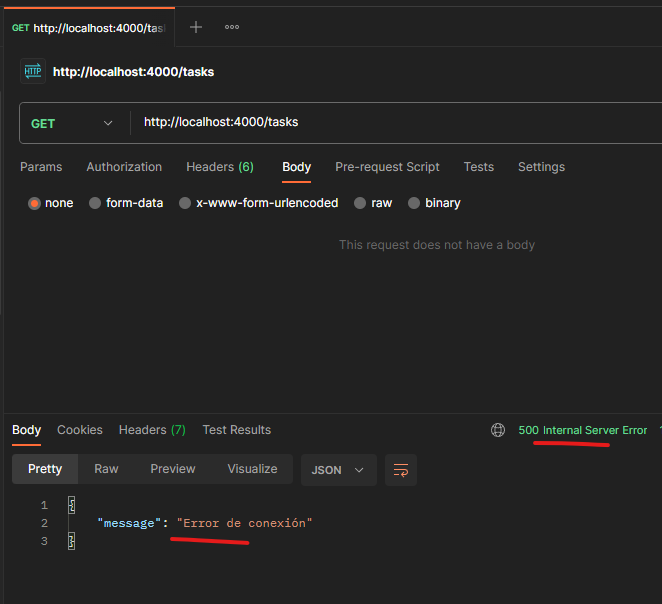 GET http://localhost:4000/tas
HTTP http://localhost:4000/tasks
GET http://localhost:4000/tasks
Params Authorization Headers (6) Body Pre-request Script Tests Settings
none form-data x-www-form-urlencoded raw binary
This request does not have a body
Body Cookies Headers (7) Test Results 500 Internal Server Error
Pretty Raw Preview Visualize JSON
1 {
2 "message": "Error de conexión"
3 }